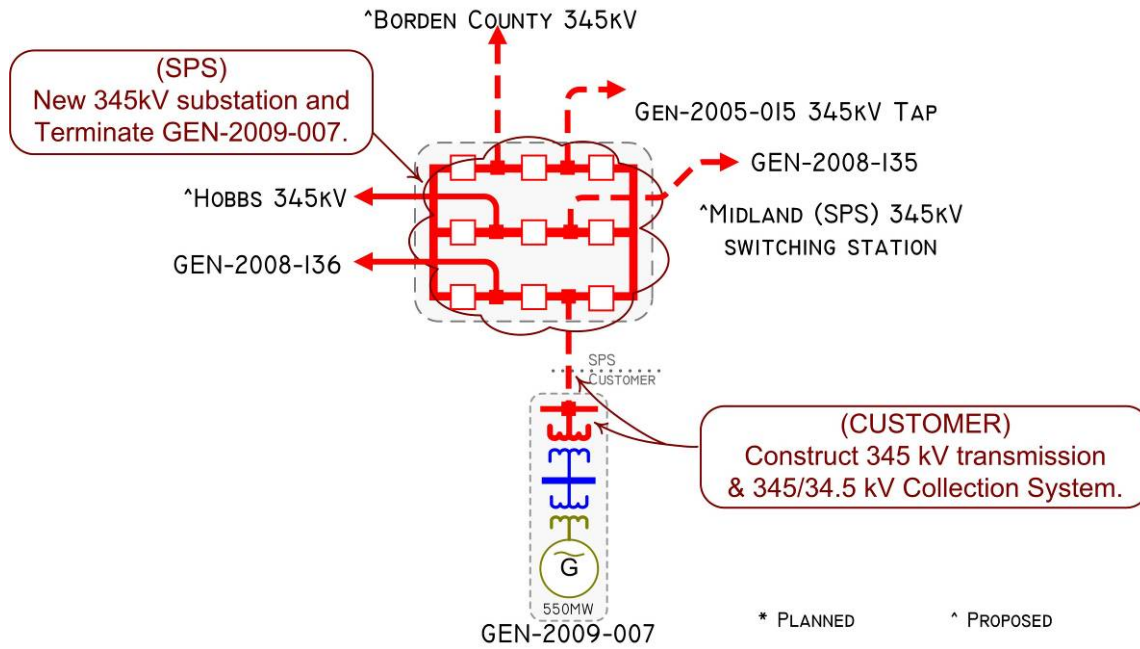 ^BORDEN COUNTY 345KV
(SPS)
New 345kV substation and
Terminate GEN-2009-007.
GEN-2005-015 345KV TAP
GEN-2008-135
^HOBBS 345KV
^MIDLAND (SPS) 345KV
SWITCHING STATION
GEN-2008-136
SPS
CUSTOMER
(CUSTOMER)
Construct 345 kV transmission
& 345/34.5 kV Collection System.
G
550MW
GEN-2009-007
* PLANNED
^ PROPOSED